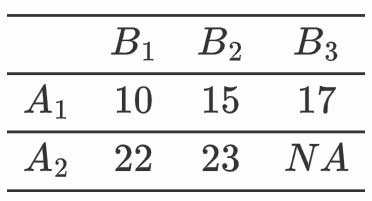 B₁ B₂ B₃
A₁ 10 15 17
A₂ 22 23 NA